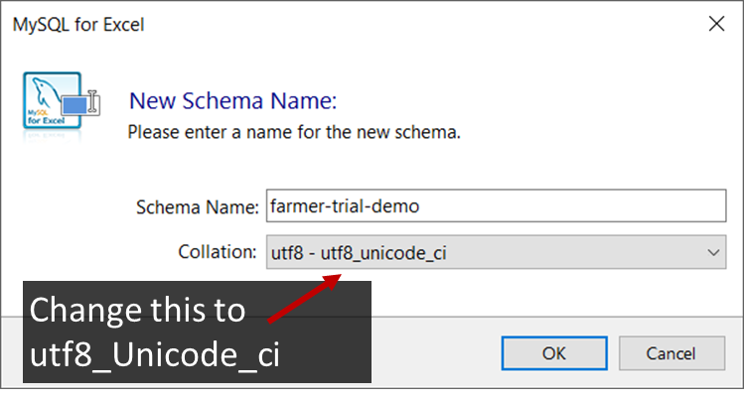 MySQL for Excel
MySQL
for Excel
New Schema Name:
Please enter a name for the new schema.
Schema Name: farmer-trial-demo
Collation: utf8 - utf8_unicode_ci
Change this to
utf8_Unicode_ci
OK Cancel